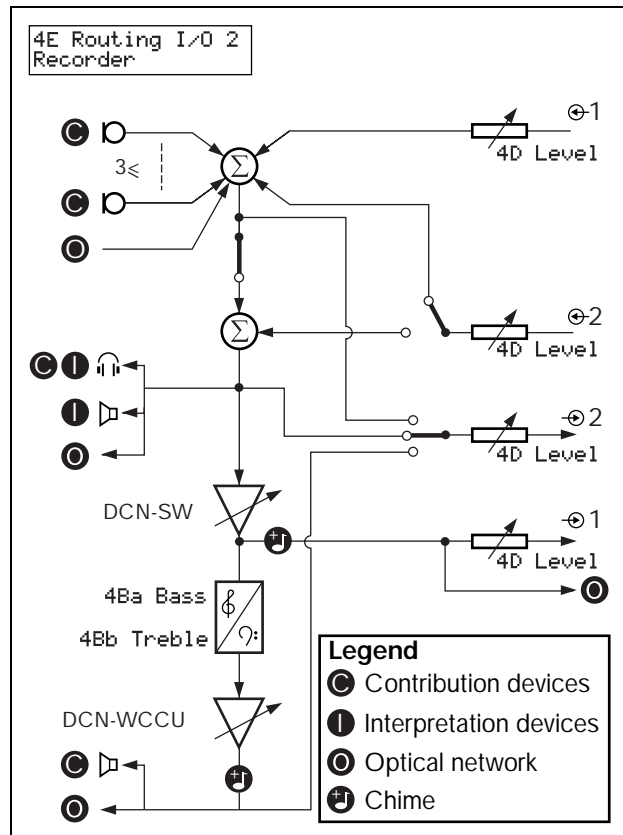 4E Routing I/O 2
Recorder
C
1
4D Level
3≤
Σ
C
O
2
4D Level
Σ
C I
I
2
4D Level
O
DCN-SW
1
4D Level
O
4Ba Bass
4Bb Treble
Legend
C Contribution devices
I Interpretation devices
O Optical network
Chime
DCN-WCCU
C
O